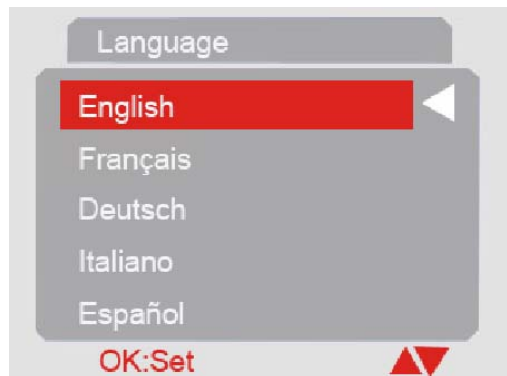 Language
English
Français
Deutsch
Italiano
Español
OK:Set